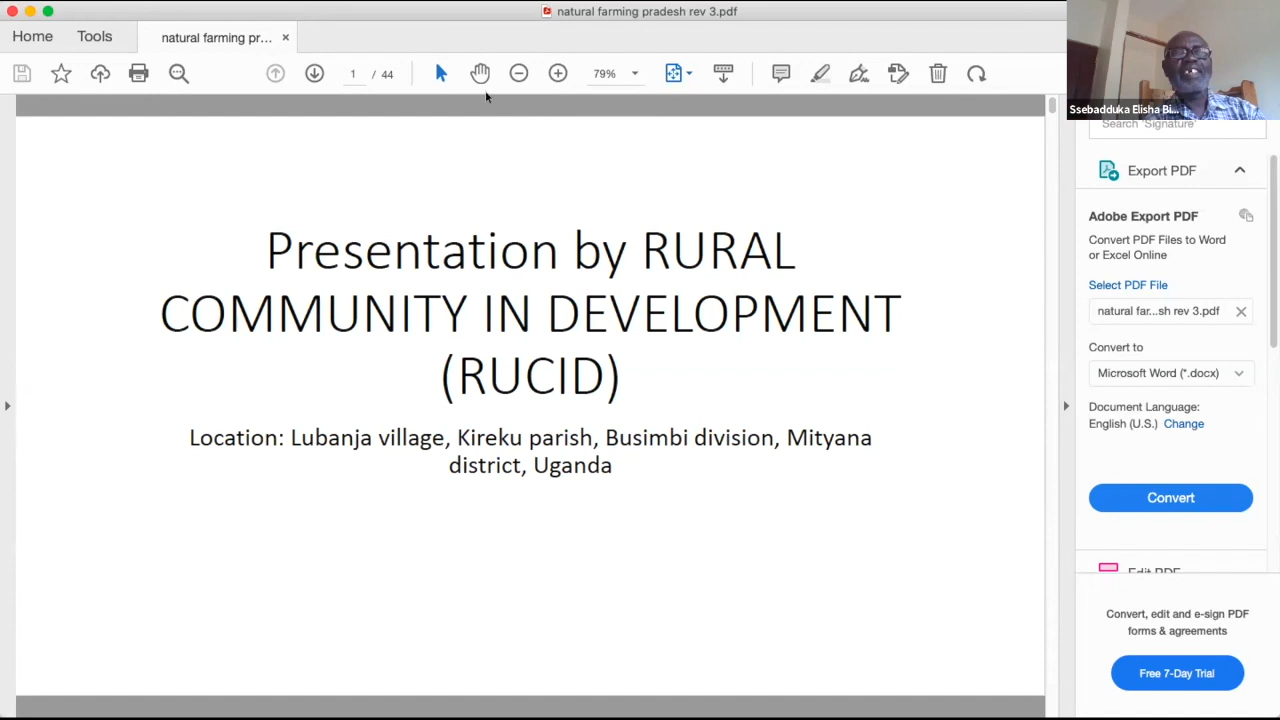 natural farming pradesh rev 3.pdf
Home
Tools
natural farming pr...
1 / 44
79%
Ssebadduka Elisha Bi...
Search 'Signature'
Export PDF
Adobe Export PDF
Convert PDF Files to Word
or Excel Online
Select PDF File
natural far...sh rev 3.pdf
Convert to
Microsoft Word (*.docx)
Document Language:
English (U.S.) Change
Convert
Edit PDF
Convert, edit and e-sign PDF
forms & agreements
Free 7-Day Trial
Presentation by RURAL
COMMUNITY IN DEVELOPMENT
(RUCID)
Location: Lubanja village, Kireku parish, Busimbi division, Mityana
district, Uganda